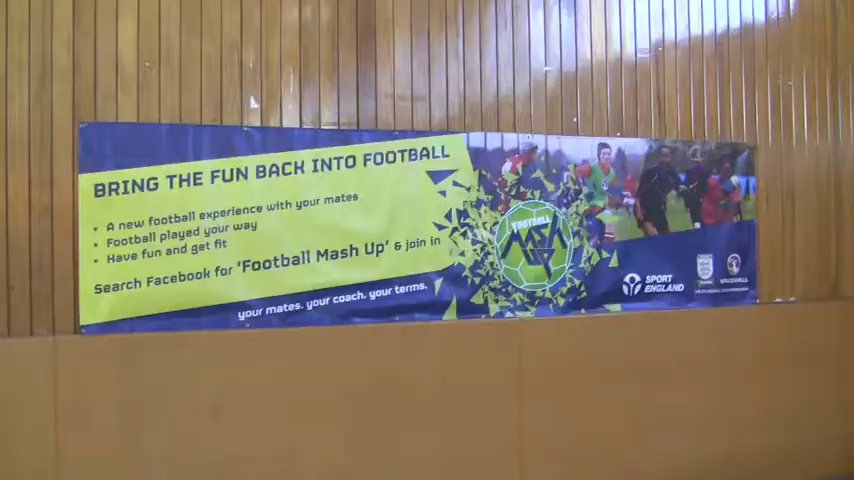 BRING THE FUN BACK INTO FOOTBALL
• A new football experience with your mates
• Football played your way
• Have fun and get fit
Search Facebook for 'Football Mash Up' & join in
your mates. your coach. your terms.
FOOTBALL
MASH
UP
SPORT
ENGLAND
VAUXHALL